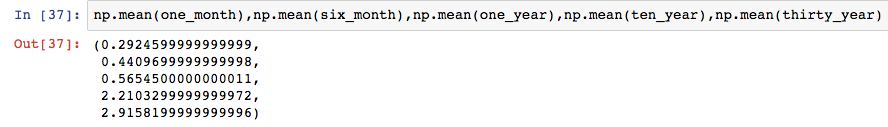 In [37]: np.mean(one_month),np.mean(six_month),np.mean(one_year),np.mean(ten_year),np.mean(thirty_year)
Out[37]: (0.2924599999999999,
0.4409699999999998,
0.5654500000000011,
2.2103299999999972,
2.9158199999999996)